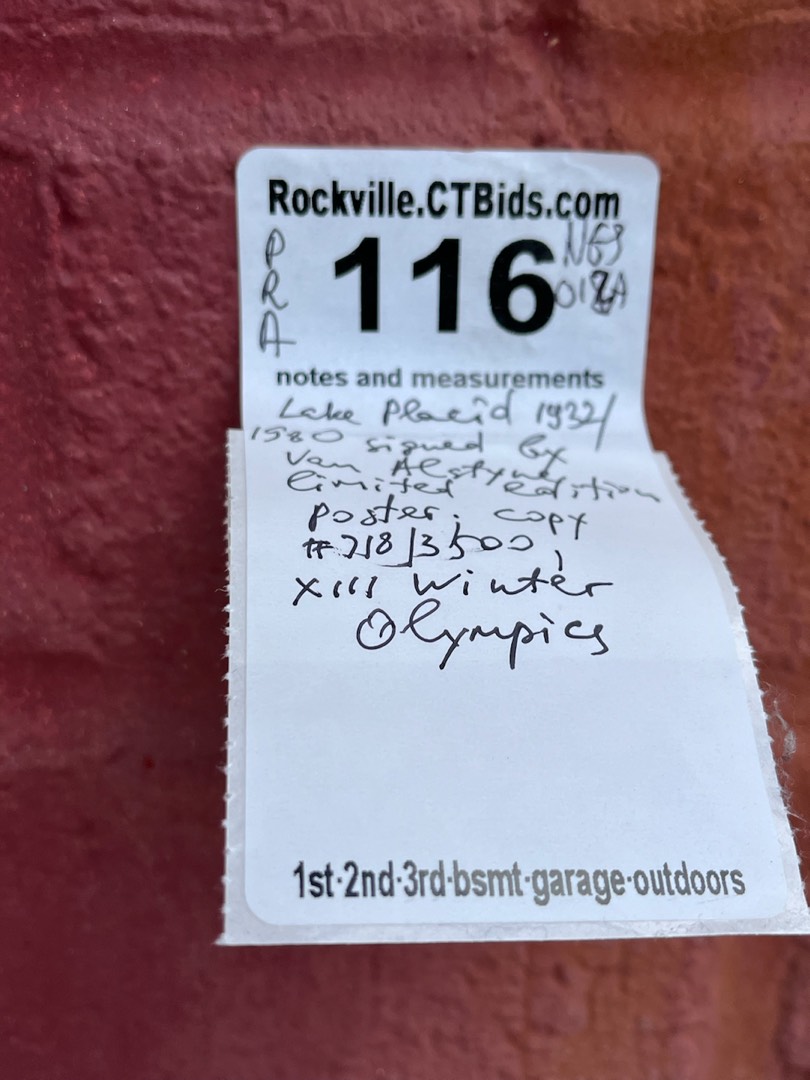 Rockville.CTBids.com
P
R
A
116
N63
notes and measurements
Lake Placid 1932/
1980 signed by
Van Alstyne
limited edition
poster, copy
#718/3500,
XIII Winter
Olympics
1st·2nd·3rd·bsmt·garage·outdoors